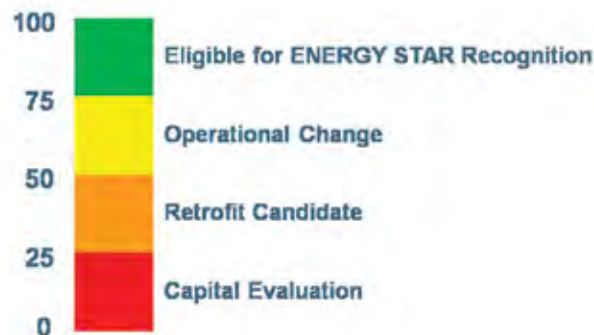 100
Eligible for ENERGY STAR Recognition
75
Operational Change
50
Retrofit Candidate
25
Capital Evaluation
0